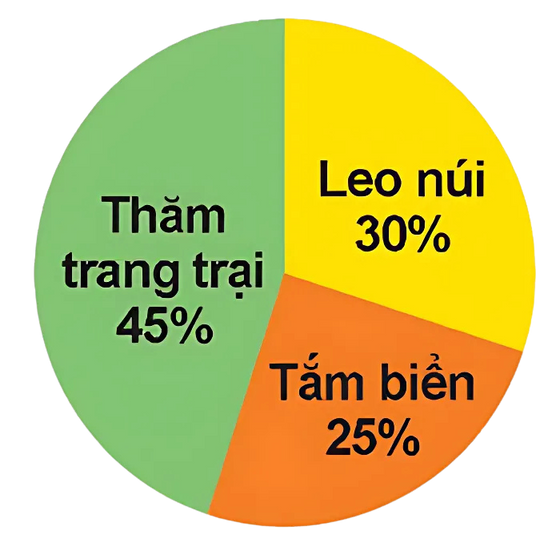 Thăm
trang trại
45%
Leo núi
30%
Tắm biển
25%